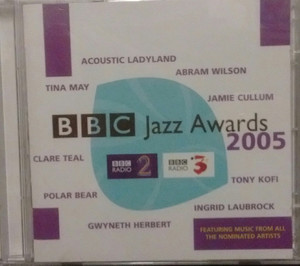 ACOUSTIC LADYLAND
ABRAM WILSON
TINA MAY
JAMIE CULLUM
BBC Jazz Awards
2005
CLARE TEAL
BBC RADIO 2
BBC RADIO 3
TONY KOFI
POLAR BEAR
INGRID LAUBROCK
GWYNETH HERBERT
FEATURING MUSIC FROM ALL
THE NOMINATED ARTISTS